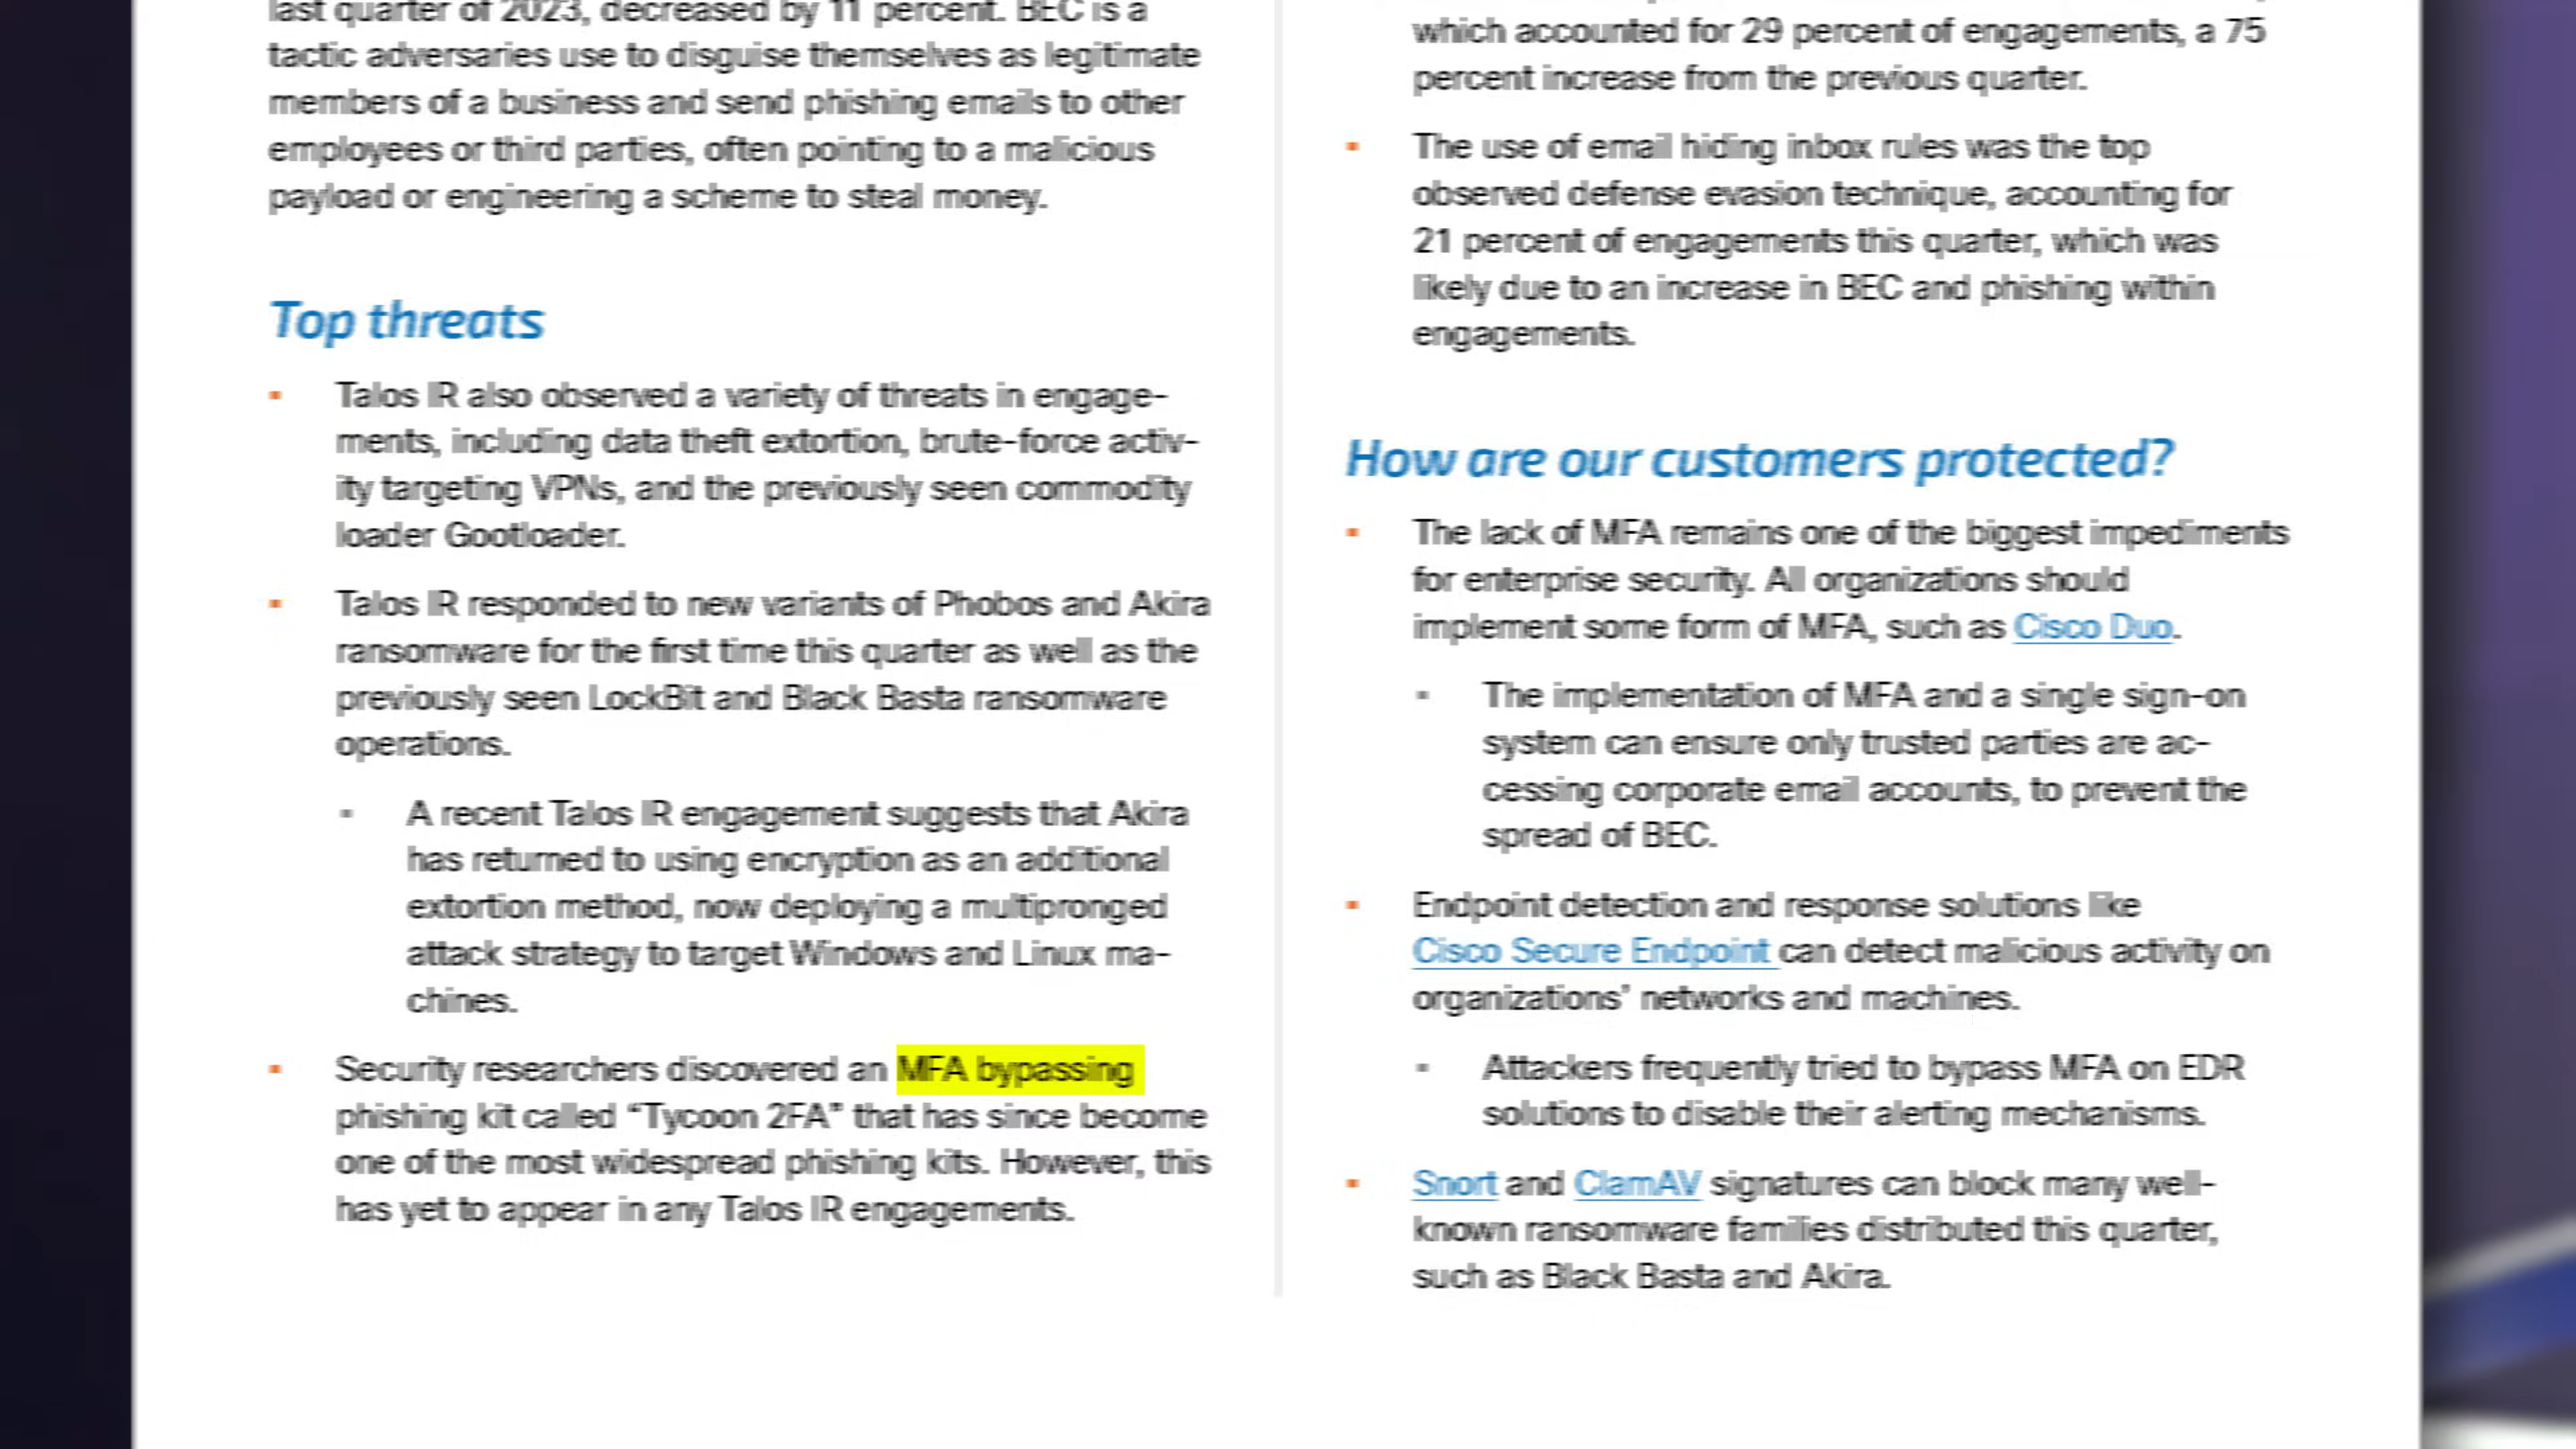 last quarter of 2023, decreased by 11 percent. BEC is a
tactic adversaries use to disguise themselves as legitimate
members of a business and send phishing emails to other
employees or third parties, often pointing to a malicious
payload or engineering a scheme to steal money.
Top threats
▪ Talos IR also observed a variety of threats in engage-
ments, including data theft extortion, brute-force activ-
ity targeting VPNs, and the previously seen commodity
loader Gootloader.
▪ Talos IR responded to new variants of Phobos and Akira
ransomware for the first time this quarter as well as the
previously seen LockBit and Black Basta ransomware
operations.
▪ A recent Talos IR engagement suggests that Akira
has returned to using encryption as an additional
extortion method, now deploying a multipronged
attack strategy to target Windows and Linux ma-
chines.
▪ Security researchers discovered an MFA bypassing
phishing kit called “Tycoon 2FA” that has since become
one of the most widespread phishing kits. However, this
has yet to appear in any Talos IR engagements.
which accounted for 29 percent of engagements, a 75
percent increase from the previous quarter.
▪ The use of email hiding inbox rules was the top
observed defense evasion technique, accounting for
21 percent of engagements this quarter, which was
likely due to an increase in BEC and phishing within
engagements.
How are our customers protected?
▪ The lack of MFA remains one of the biggest impediments
for enterprise security. All organizations should
implement some form of MFA, such as Cisco Duo.
▪ The implementation of MFA and a single sign-on
system can ensure only trusted parties are ac-
cessing corporate email accounts, to prevent the
spread of BEC.
▪ Endpoint detection and response solutions like
Cisco Secure Endpoint can detect malicious activity on
organizations’ networks and machines.
▪ Attackers frequently tried to bypass MFA on EDR
solutions to disable their alerting mechanisms.
▪ Snort and ClamAV signatures can block many well-
known ransomware families distributed this quarter,
such as Black Basta and Akira.